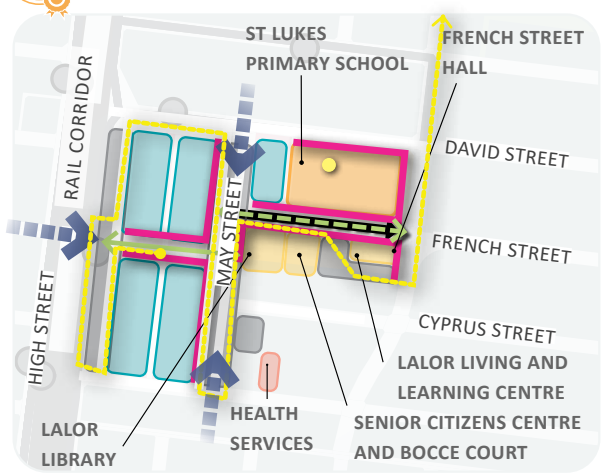 ST LUKES
PRIMARY SCHOOL
FRENCH STREET
HALL
RAIL CORRIDOR
DAVID STREET
MAY STREET
FRENCH STREET
HIGH STREET
CYPRUS STREET
LALOR LIVING AND
LEARNING CENTRE
HEALTH
SERVICES
SENIOR CITIZENS CENTRE
AND BOCCE COURT
LALOR
LIBRARY